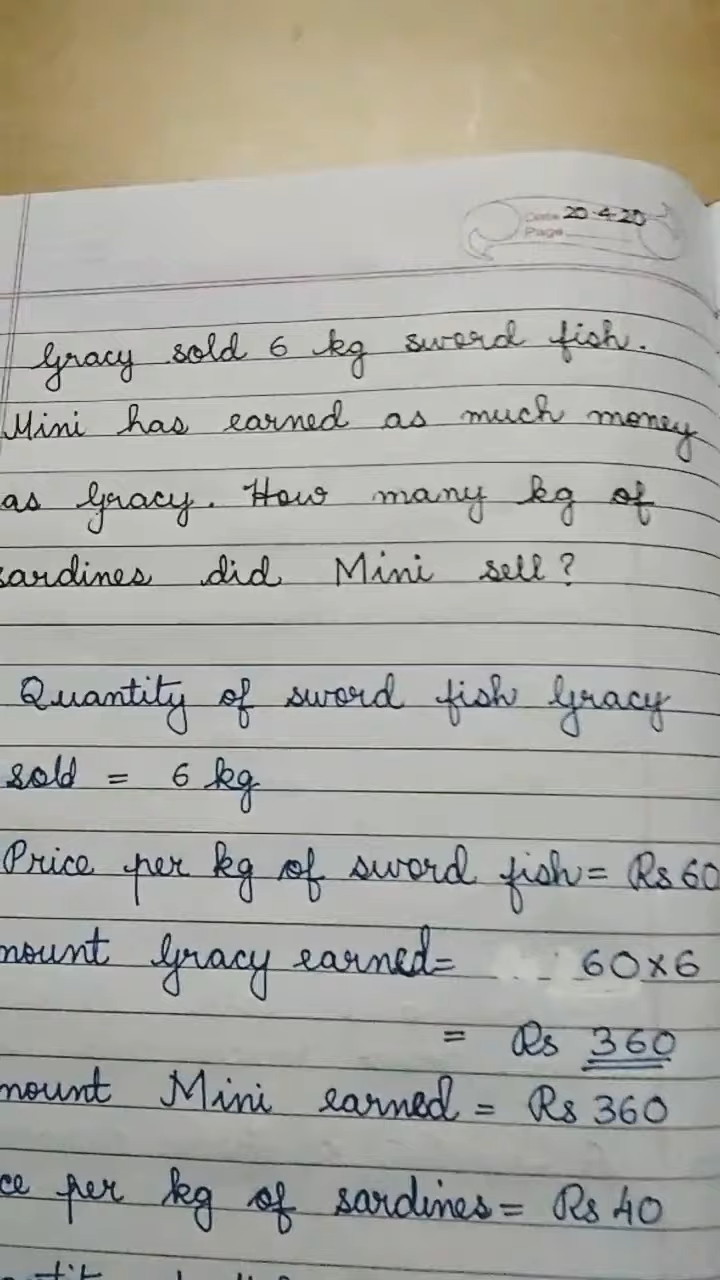 Date 20-4-20
Page
Gracy sold 6 kg sword fish.
Mini has earned as much money
as Gracy. How many kg of
sardines did Mini sell?
Quantity of sword fish Gracy
sold = 6 kg
Price per kg of sword fish = Rs 60
mount Gracy earned = 60×6
= Rs 360
mount Mini earned = Rs 360
ce per kg of sardines = Rs 40